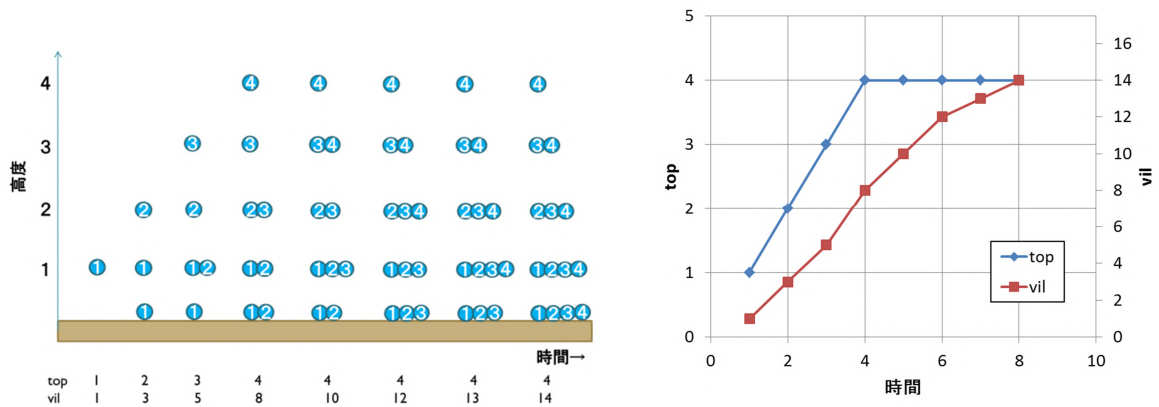 4 ④ ④ ④ ④ ④
3 ③ ③ ③④ ③④ ③④ ③④
高度
2 ② ② ②③ ②③ ②③④ ②③④ ②③④
1 ① ① ①② ①② ①②③ ①②③ ①②③④ ①②③④
① ① ①② ①② ①②③ ①②③ ①②③④
時間→
top 1 2 3 4 4 4 4 4
vil 1 3 5 8 10 12 13 14
5
4
3
2
1
0
top
16
14
12
10
8
6
4
2
0
vil
top
vil
0 2 4 6 8 10
時間